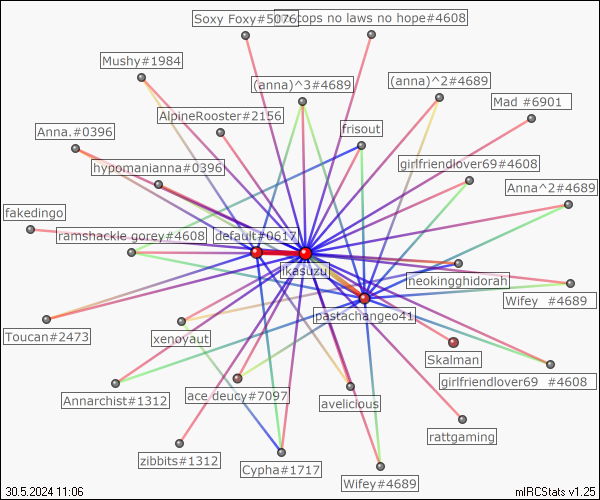 Soxy Foxy#5076
cops no laws no hope#4608
Mushy#1984
(anna)^3#4689
(anna)^2#4689
Mad #6901
AlpineRooster#2156
Anna.#0396
frisout
hypomanianna#0396
girlfriendlover69#4608
Anna^2#4689
fakedingo
ramshackle gorey#4608
default#0617
ikasuzu
neokingghidorah
Wifey #4689
pastachangeo41
Toucan#2473
xenoyaut
Skalman
girlfriendlover69 #4608
Annarchist#1312
ace deucy#7097
avelicious
rattgaming
zibbits#1312
Cypha#1717
Wifey#4689
30.5.2024 11:06
mIRCStats v1.25